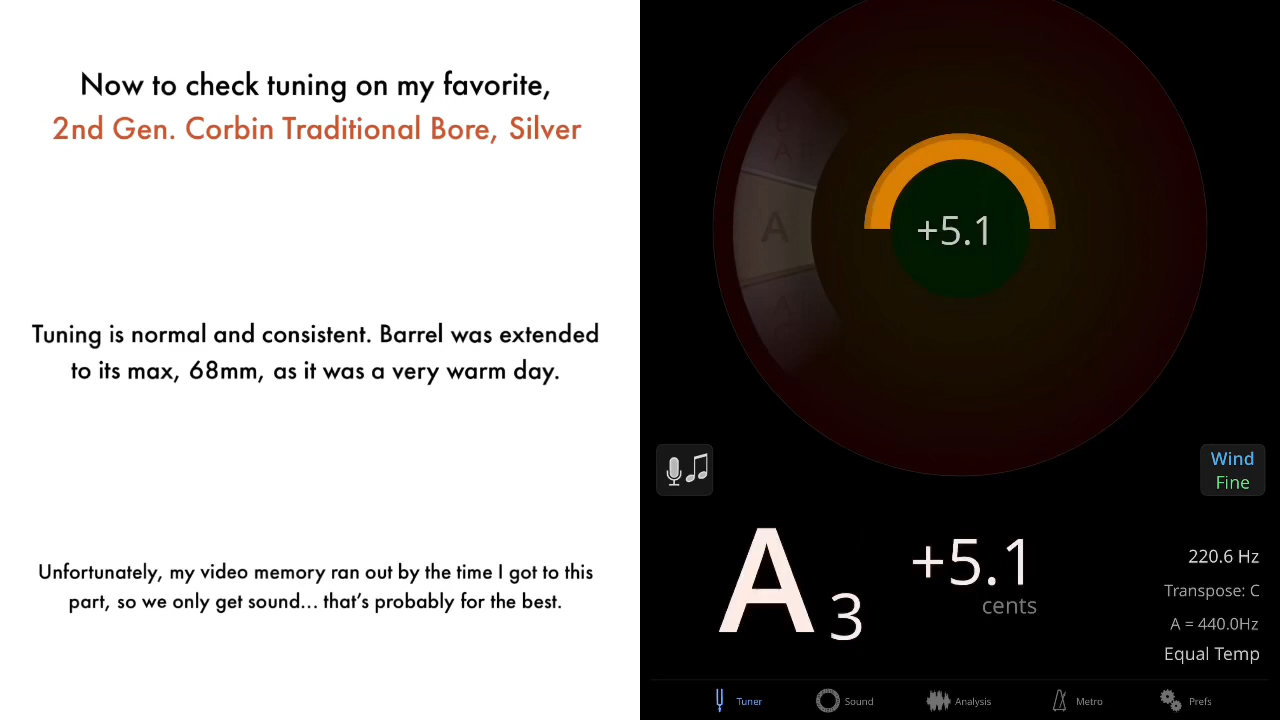 Now to check tuning on my favorite,
2nd Gen. Corbin Traditional Bore, Silver
Tuning is normal and consistent. Barrel was extended
to its max, 68mm, as it was a very warm day.
Unfortunately, my video memory ran out by the time I got to this
part, so we only get sound... that's probably for the best.
A
A
+5.1
Wind
Fine
A3
+5.1
cents
220.6 Hz
Transpose: C
A = 440.0Hz
Equal Temp
Tuner
Sound
Analysis
Metro
Prefs